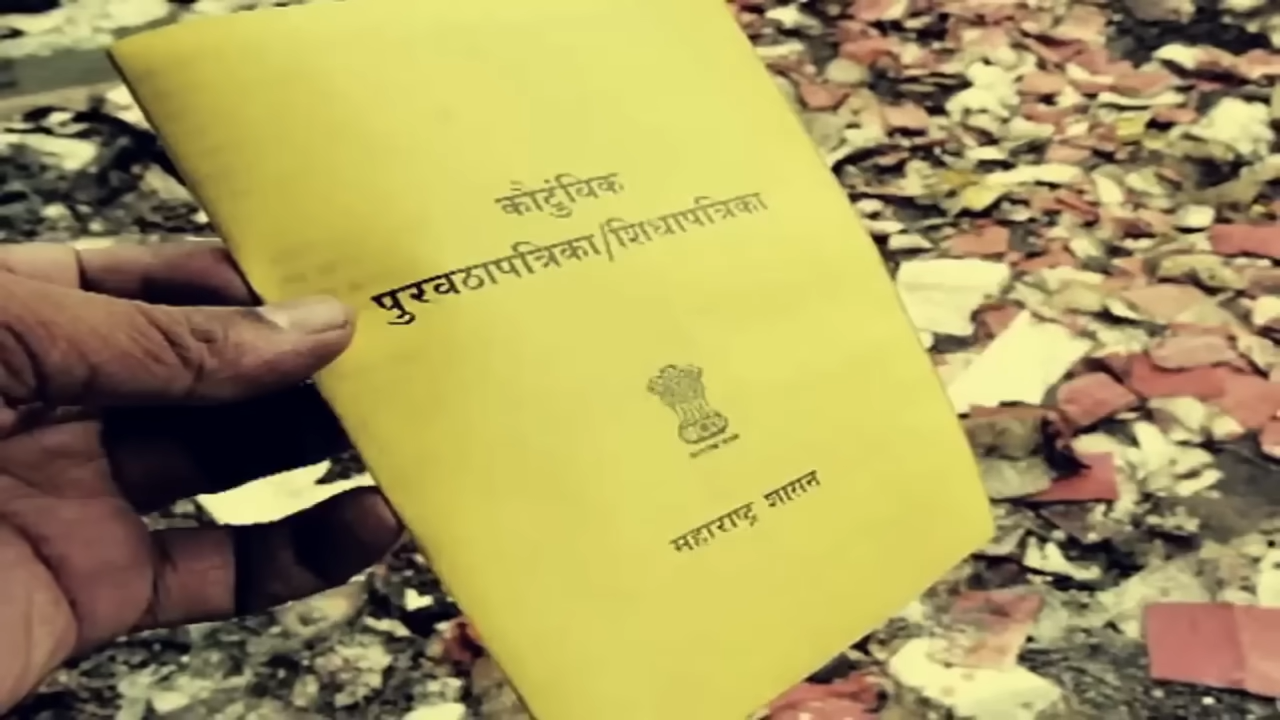 कौटुंबिक
पुरवठापत्रिका/शिधापत्रिका
महाराष्ट्र शासन